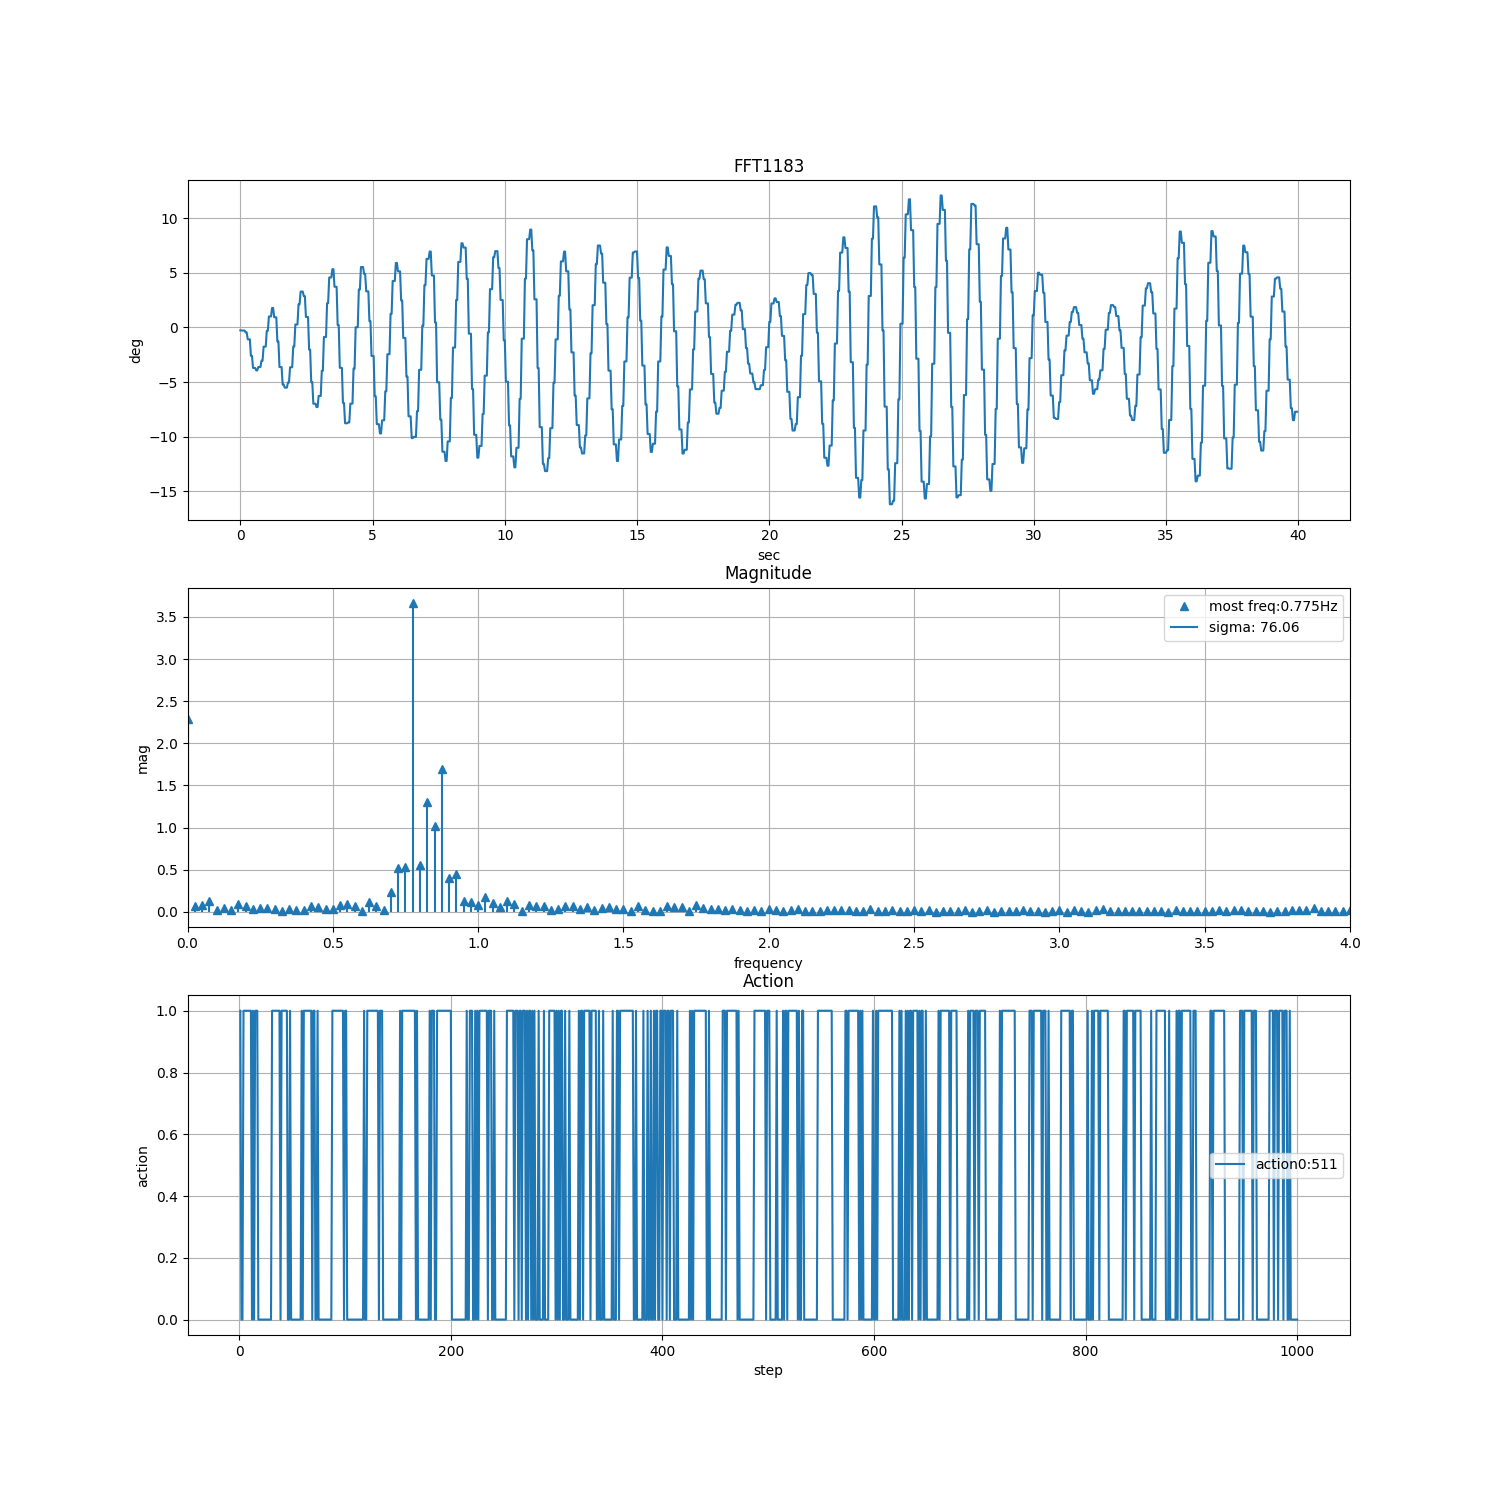 FFT1183
10
5
0
−5
−10
−15
deg
0 5 10 15 20 25 30 35 40
sec
Magnitude
most freq:0.775Hz
sigma: 76.06
3.5
3.0
2.5
2.0
1.5
1.0
0.5
0.0
mag
0.0 0.5 1.0 1.5 2.0 2.5 3.0 3.5 4.0
frequency
Action
1.0
0.8
0.6
0.4
0.2
0.0
action
action0:511
0 200 400 600 800 1000
step